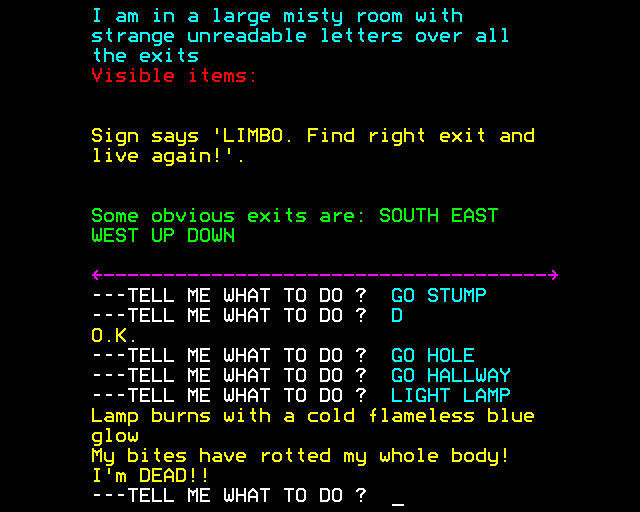 I am in a large misty room with
strange unreadable letters over all
the exits
Visible items:
Sign says 'LIMBO. Find right exit and
live again!'.
Some obvious exits are: SOUTH EAST
WEST UP DOWN
←--------------------------------------→
---TELL ME WHAT TO DO ?  GO STUMP
---TELL ME WHAT TO DO ?  D
O.K.
---TELL ME WHAT TO DO ?  GO HOLE
---TELL ME WHAT TO DO ?  GO HALLWAY
---TELL ME WHAT TO DO ?  LIGHT LAMP
Lamp burns with a cold flameless blue
glow
My bites have rotted my whole body!
I'm DEAD!!
---TELL ME WHAT TO DO ?  _